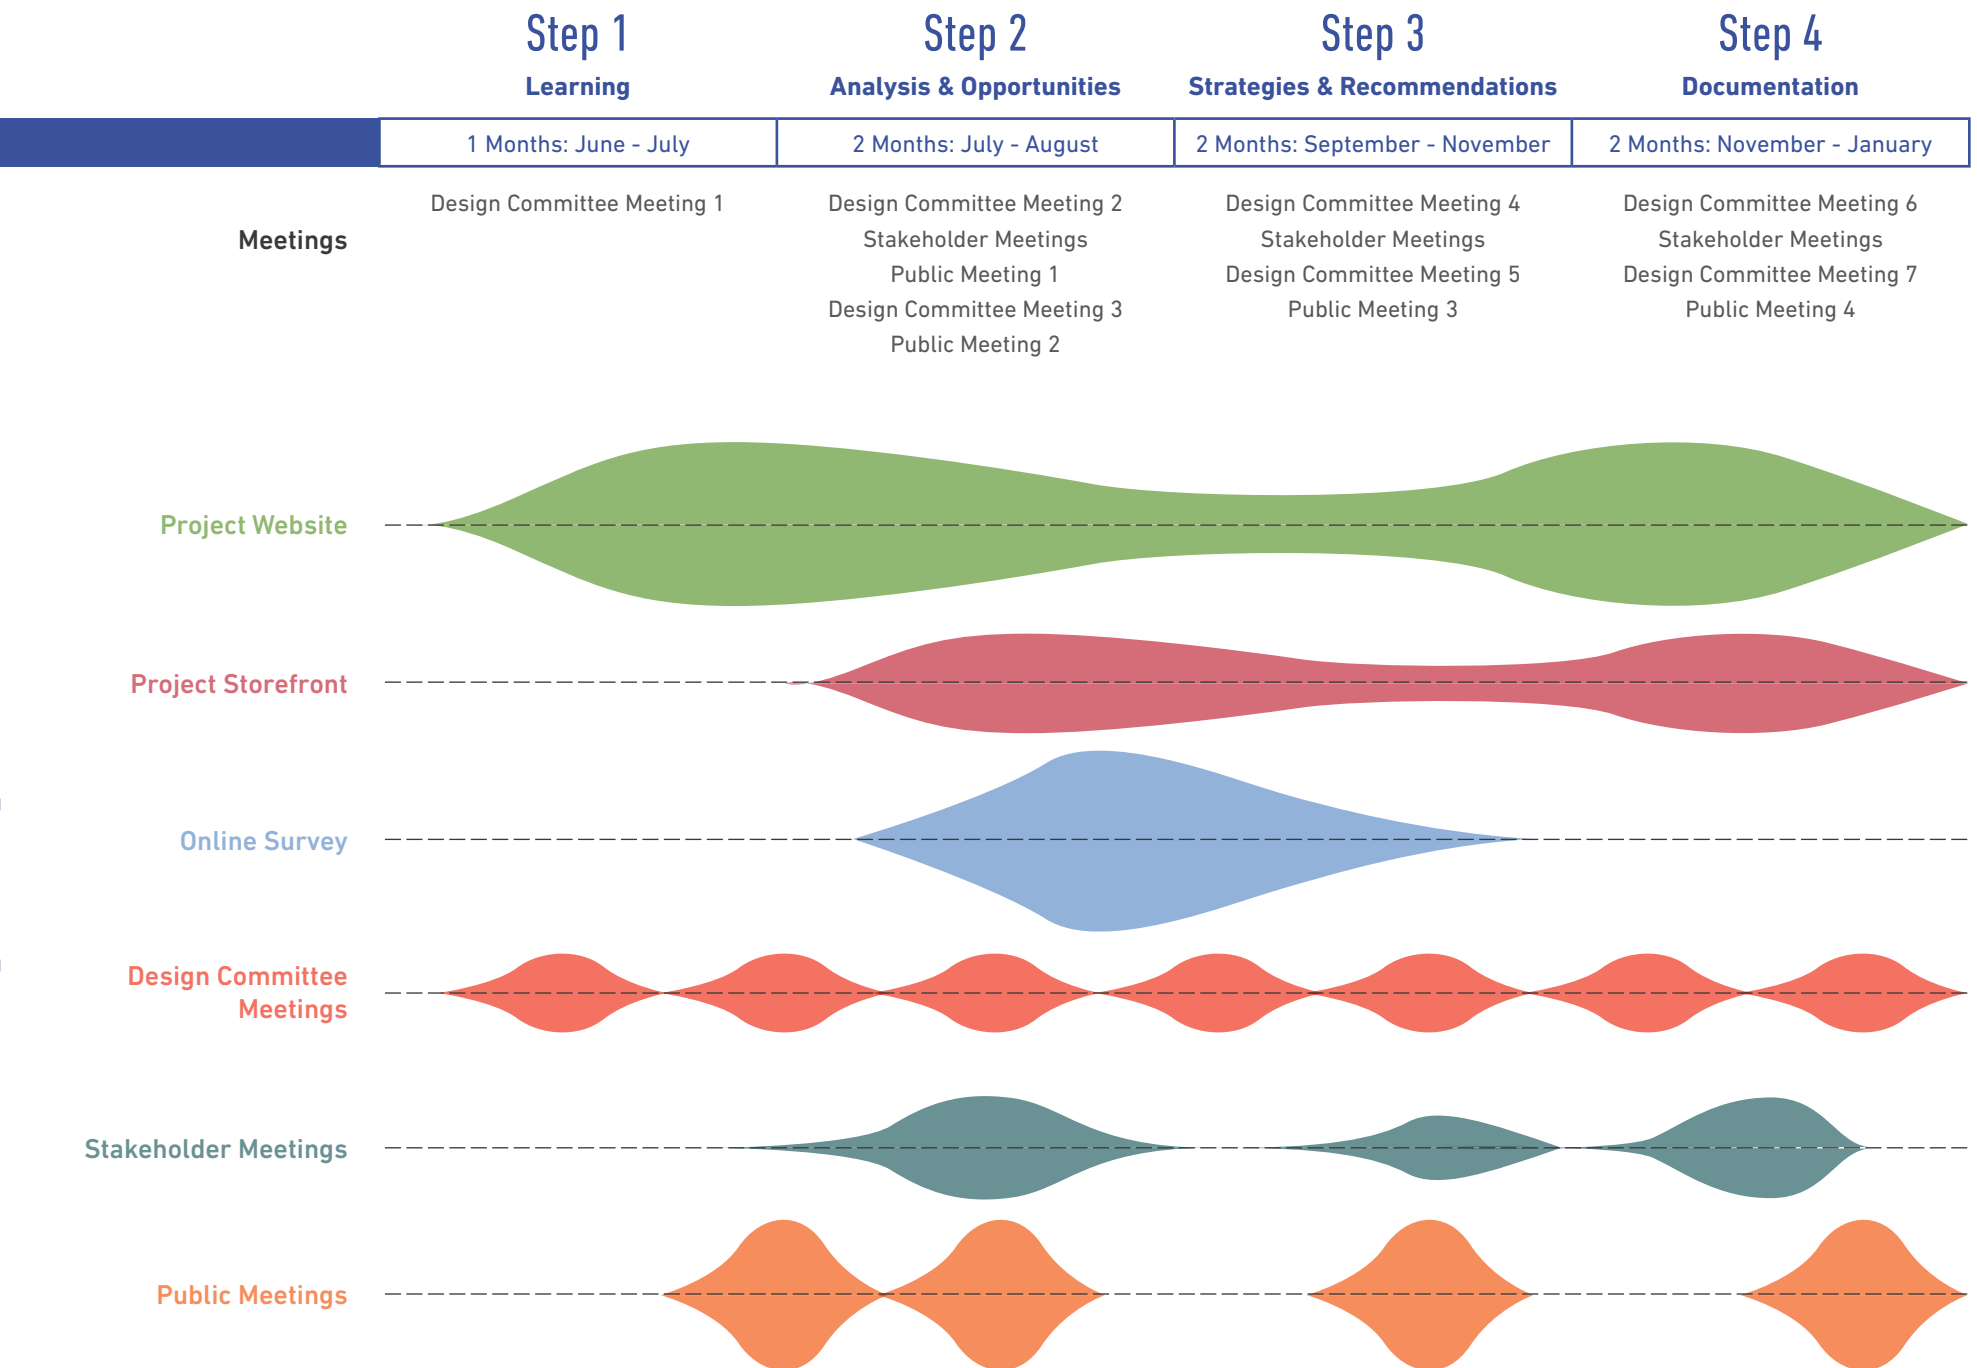 Step 1
Step 2
Step 3
Step 4
Learning
Analysis & Opportunities
Strategies & Recommendations
Documentation
1 Months: June - July
2 Months: July - August
2 Months: September - November
2 Months: November - January
Meetings
Design Committee Meeting 1
Design Committee Meeting 2
Stakeholder Meetings
Public Meeting 1
Design Committee Meeting 3
Public Meeting 2
Design Committee Meeting 4
Stakeholder Meetings
Design Committee Meeting 5
Public Meeting 3
Design Committee Meeting 6
Stakeholder Meetings
Design Committee Meeting 7
Public Meeting 4
Project Website
Project Storefront
Online Survey
Design Committee
Meetings
Stakeholder Meetings
Public Meetings